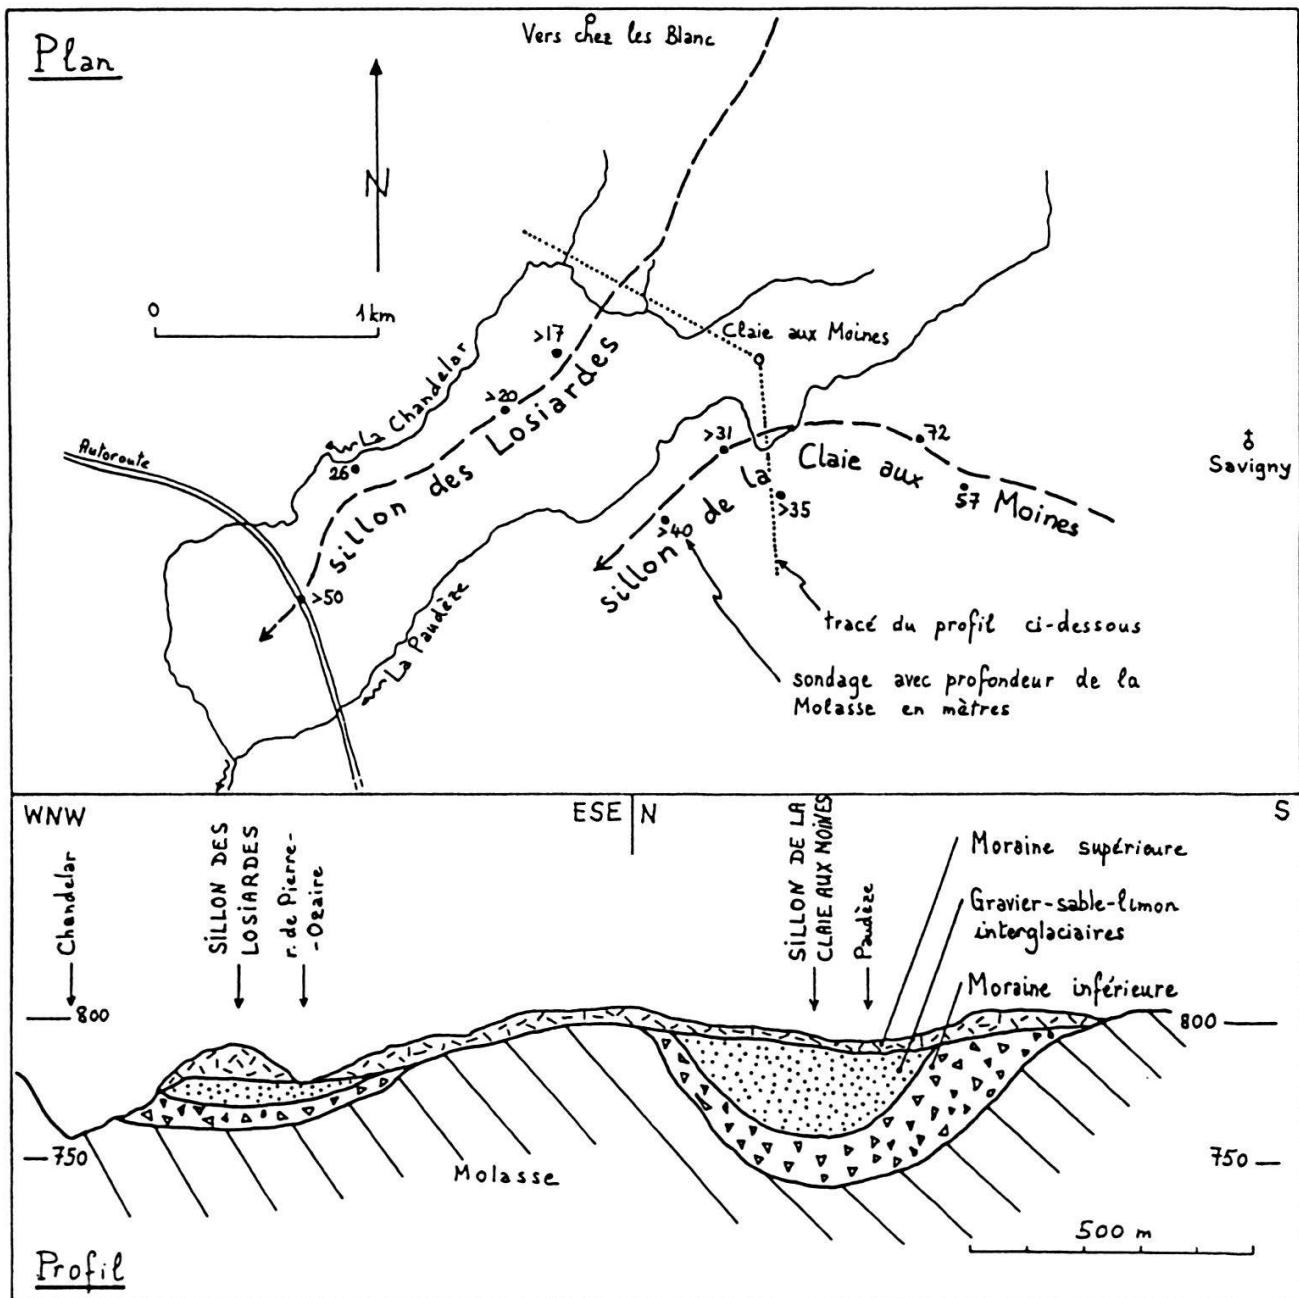 Plan
Vers chez les Blanc
N
0
1 km
Claie aux Moines
>17
>20
La Chandelar
26
Autoroute
>50
Sillon des Losiardes
>31
72
57
>35
>40
Sillon de la Claie aux Moines
Savigny
La Paudèze
tracé du profil ci-dessous
sondage avec profondeur de la
Molasse en mètres
WNW
ESE
N
S
Chandelar
SILLON DES
LOSIARDES
r. de Pierre-
-Ozaire
SILLON DE LA
CLAIE AUX MOINES
Paudèze
Moraine supérieure
Gravier-sable-limon
interglaciaires
Moraine inférieure
800
800
750
750
Molasse
500 m
Profil